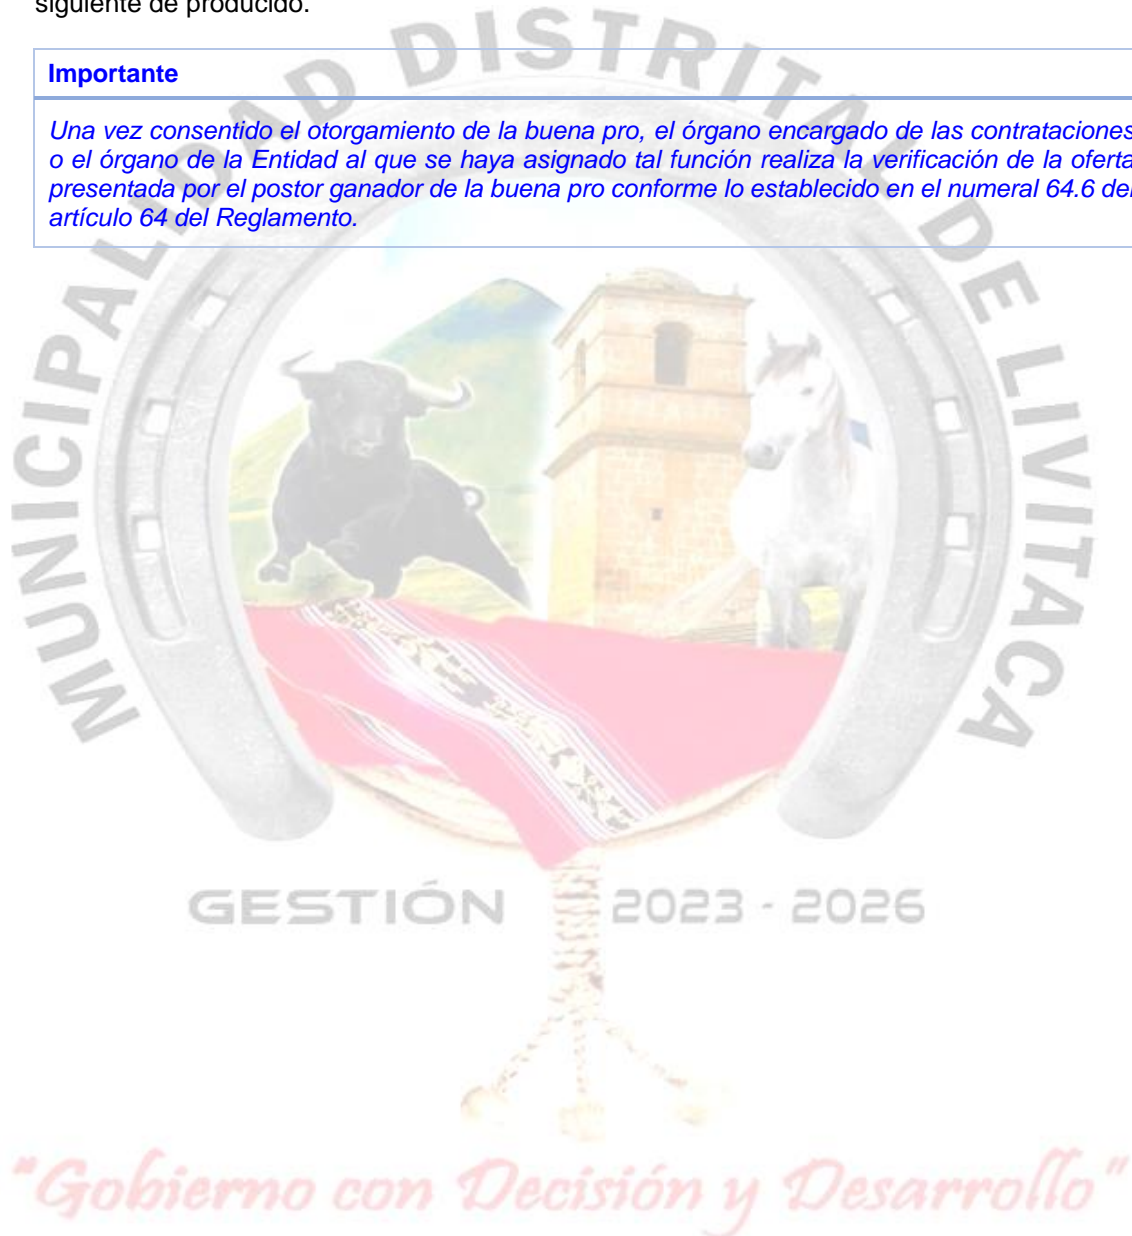 siguiente de producido.
Importante
Una vez consentido el otorgamiento de la buena pro, el órgano encargado de las contrataciones
o el órgano de la Entidad al que se haya asignado tal función realiza la verificación de la oferta
presentada por el postor ganador de la buena pro conforme lo establecido en el numeral 64.6 del
artículo 64 del Reglamento.
MUNICIPALIDAD DISTRITAL DE LIVITACA
GESTIÓN 2023 - 2026
"Gobierno con Decisión y Desarrollo"